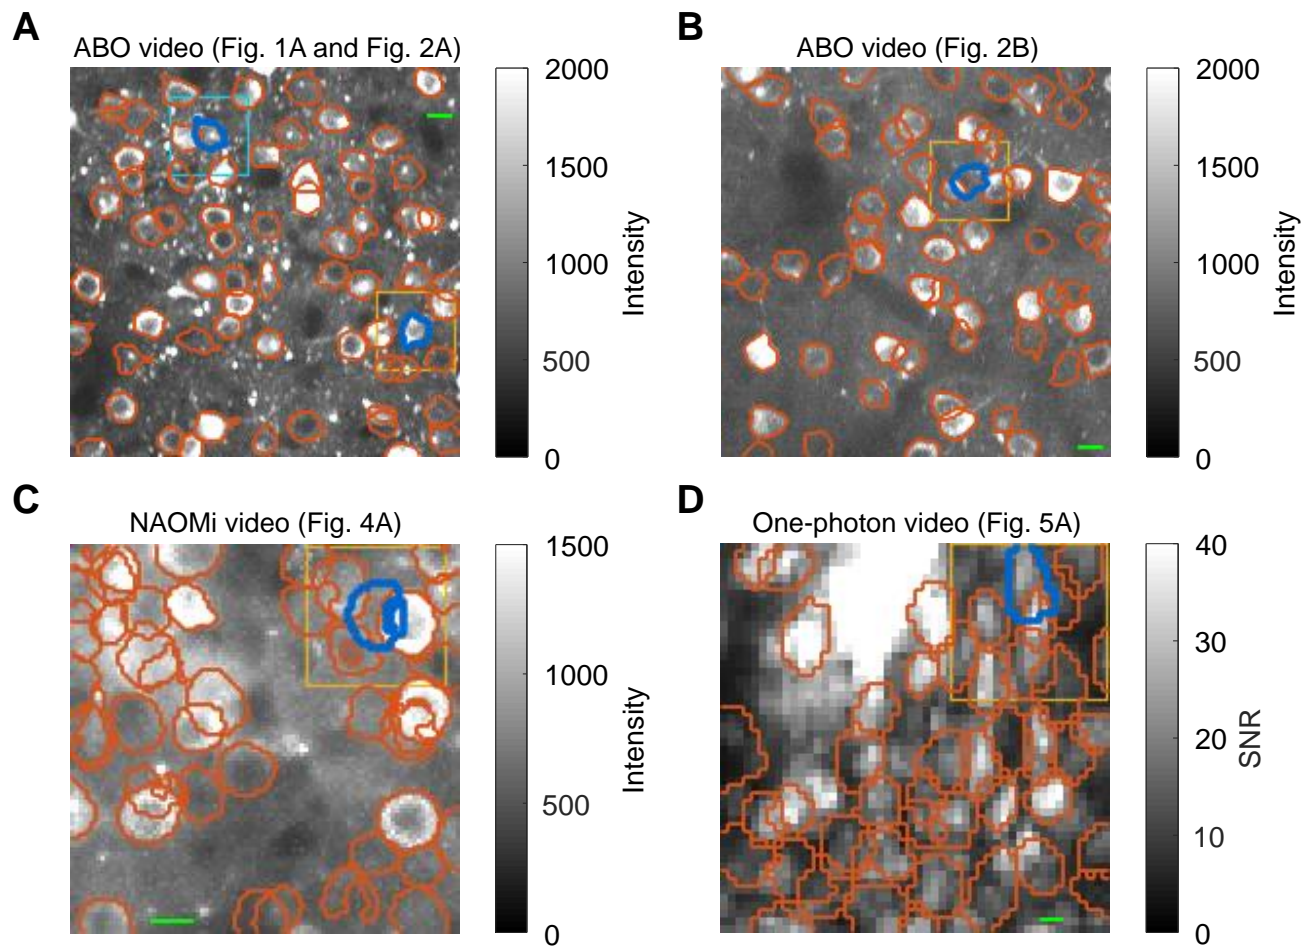 A
ABO video (Fig. 1A and Fig. 2A)
2000
1500
1000
500
0
Intensity
B
ABO video (Fig. 2B)
2000
1500
1000
500
0
Intensity
C
NAOMi video (Fig. 4A)
1500
1000
500
0
Intensity
D
One-photon video (Fig. 5A)
40
30
20
10
0
SNR